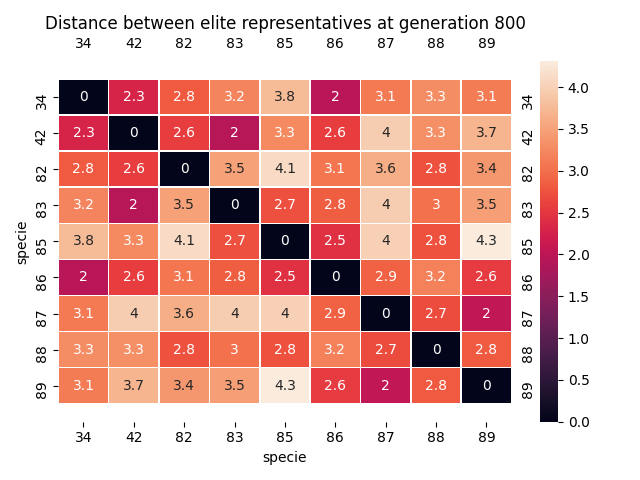 Distance between elite representatives at generation 800
34 42 82 83 85 86 87 88 89
34 0 2.3 2.8 3.2 3.8 2 3.1 3.3 3.1 34
42 2.3 0 2.6 2 3.3 2.6 4 3.3 3.7 42
82 2.8 2.6 0 3.5 4.1 3.1 3.6 2.8 3.4 82
83 3.2 2 3.5 0 2.7 2.8 4 3 3.5 83
85 3.8 3.3 4.1 2.7 0 2.5 4 2.8 4.3 85
86 2 2.6 3.1 2.8 2.5 0 2.9 3.2 2.6 86
87 3.1 4 3.6 4 4 2.9 0 2.7 2 87
88 3.3 3.3 2.8 3 2.8 3.2 2.7 0 2.8 88
89 3.1 3.7 3.4 3.5 4.3 2.6 2 2.8 0 89
34 42 82 83 85 86 87 88 89
specie
specie
4.0
3.5
3.0
2.5
2.0
1.5
1.0
0.5
0.0